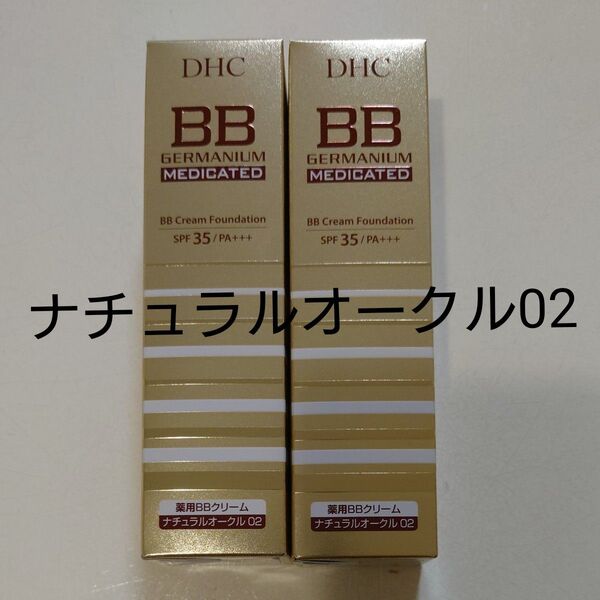 DHC
BB
GERMANIUM
MEDICATED
BB Cream Foundation
SPF 35 / PA+++
DHC
BB
GERMANIUM
MEDICATED
BB Cream Foundation
SPF 35 / PA+++
ナチュラルオークル02
薬用BBクリーム
ナチュラルオークル 02
薬用BBクリーム
ナチュラルオークル 02